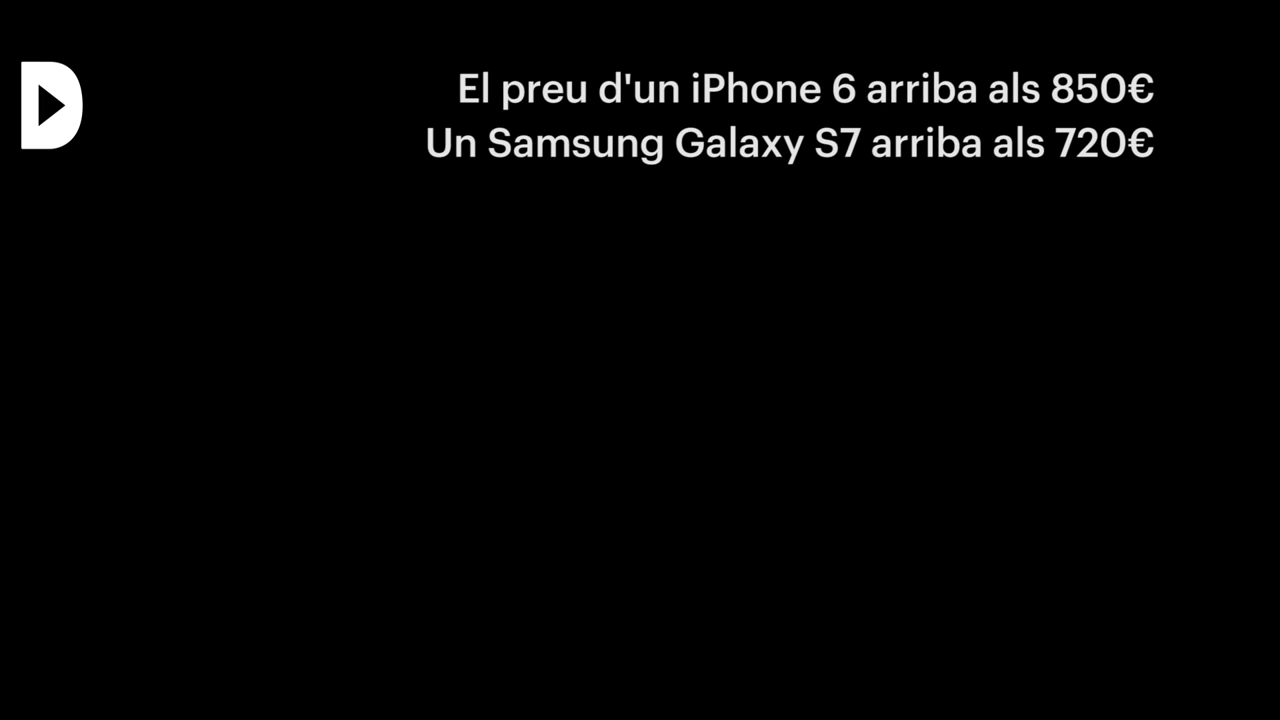 El preu d'un iPhone 6 arriba als 850€
Un Samsung Galaxy S7 arriba als 720€